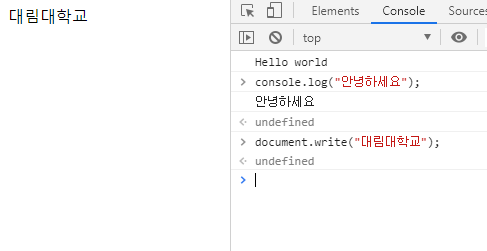 대림대학교
Elements Console Sources
top
Hello world
console.log("안녕하세요");
안녕하세요
undefined
document.write("대림대학교");
undefined